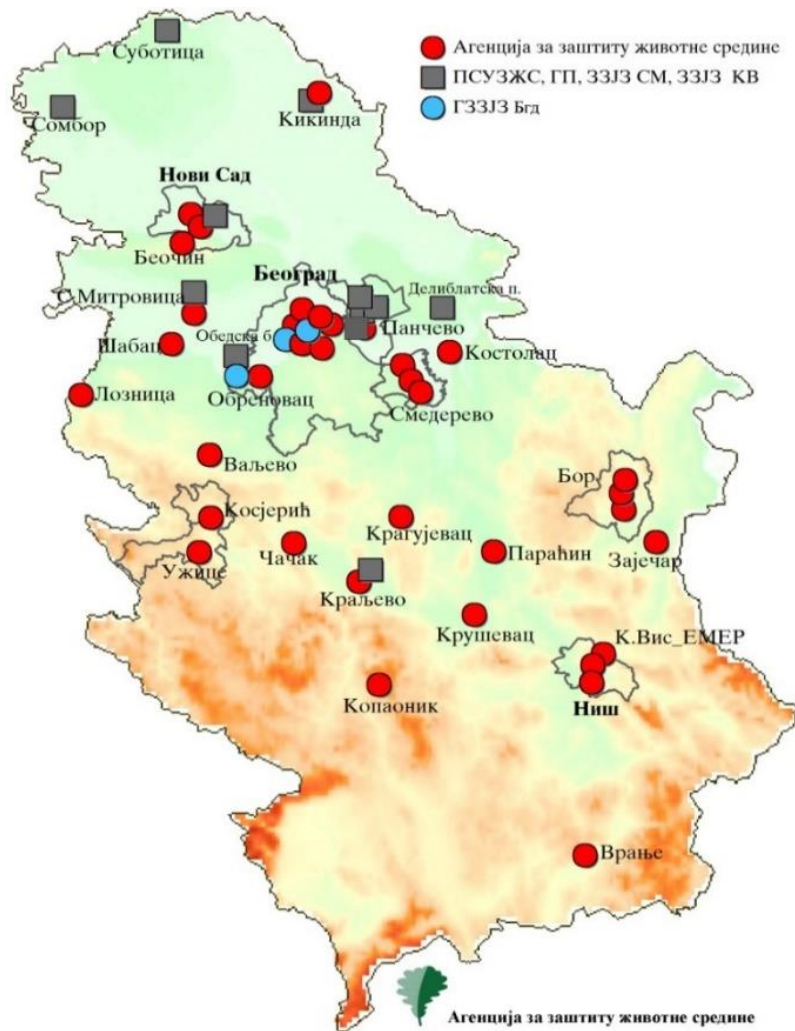 Суботица
Агенција за заштиту животне средине
ПСУЗЖС, ГП, ЗЗЈЗ СМ, ЗЗЈЗ КВ
ГЗЗЈЗ Бгд
Сомбор
Кикинда
Нови Сад
Беочин
Београд
С.Митровица
Делиблатска п.
Панчево
Обедска б
Шабац
Костолац
Лозница
Обреновац
Смедерево
Ваљево
Бор
Косјерић
Крагујевац
Чачак
Параћин
Зајечар
Ужице
Краљево
Крушевац
К.Вис_ЕМЕР
Копаоник
Ниш
Врање
Агенција за заштиту животне средине